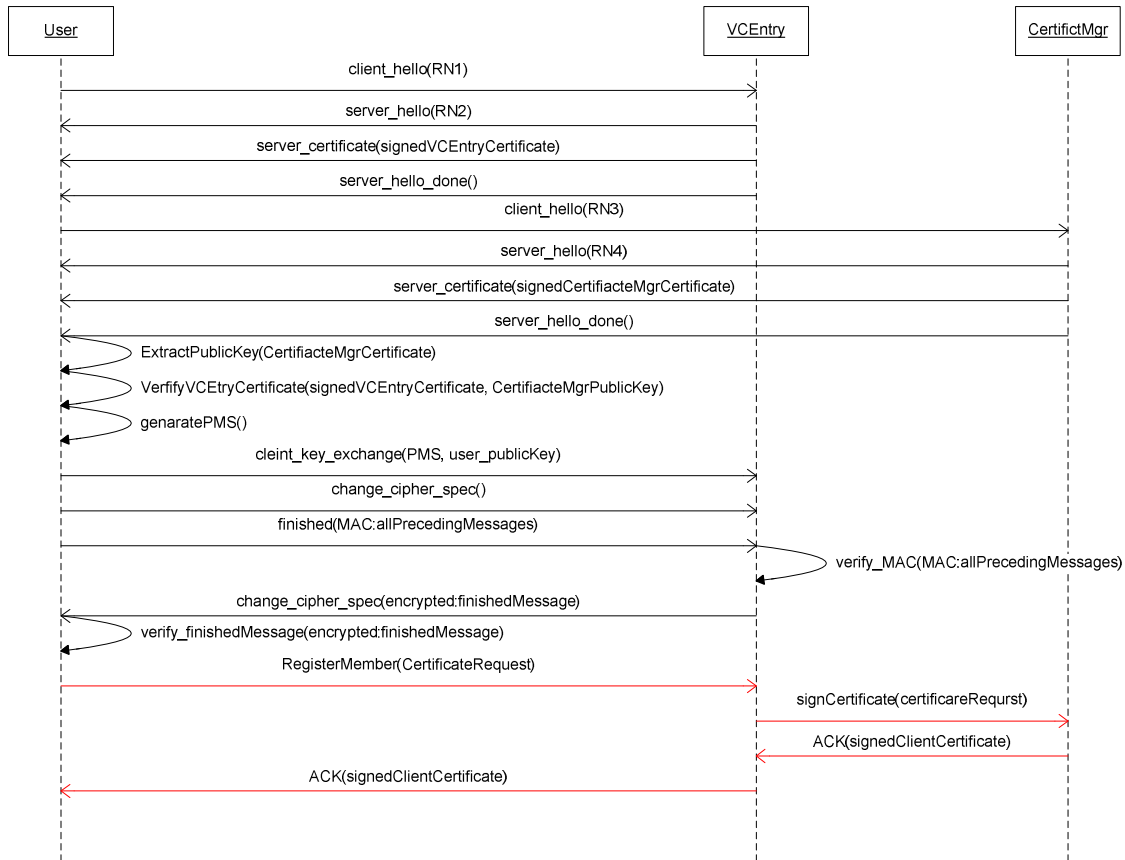 User
VCEntry
CertifictMgr
client_hello(RN1)
server_hello(RN2)
server_certificate(signedVCEntryCertificate)
server_hello_done()
client_hello(RN3)
server_hello(RN4)
server_certificate(signedCertifiacteMgrCertificate)
server_hello_done()
ExtractPublicKey(CertifiacteMgrCertificate)
VerfifyVCEtryCertificate(signedVCEntryCertificate, CertifiacteMgrPublicKey)
genaratePMS()
cleint_key_exchange(PMS, user_publicKey)
change_cipher_spec()
finished(MAC:allPrecedingMessages)
verify_MAC(MAC:allPrecedingMessages)
change_cipher_spec(encrypted:finishedMessage)
verify_finishedMessage(encrypted:finishedMessage)
RegisterMember(CertificateRequest)
signCertificate(certificareRequrst)
ACK(signedClientCertificate)
ACK(signedClientCertificate)